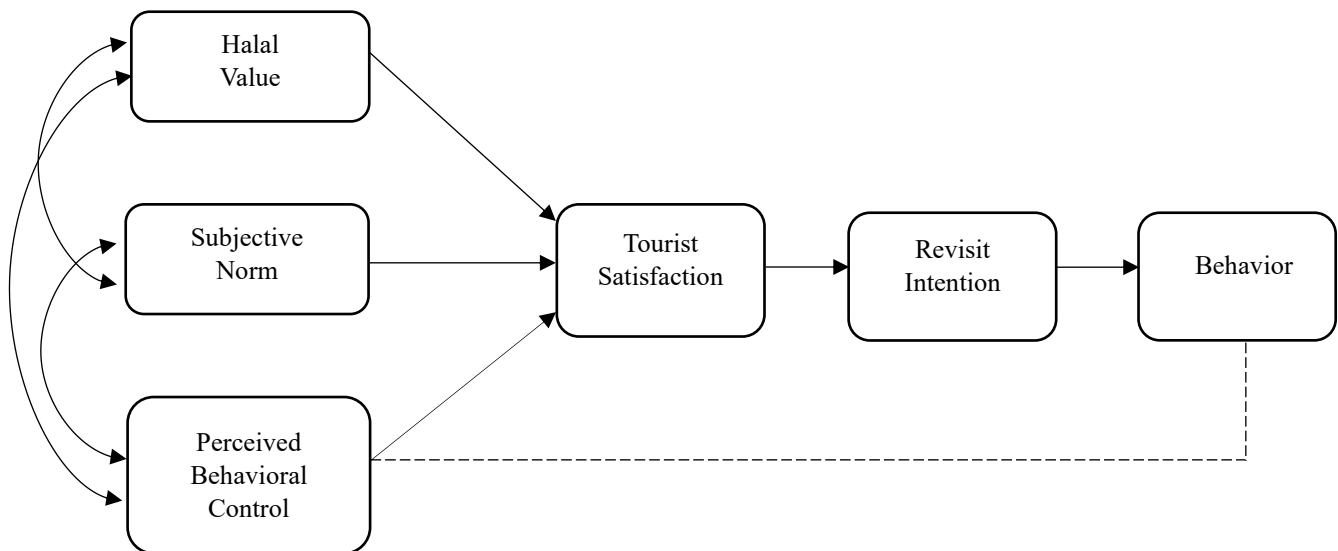 Halal
Value
Subjective
Norm
Tourist
Satisfaction
Revisit
Intention
Behavior
Perceived
Behavioral
Control